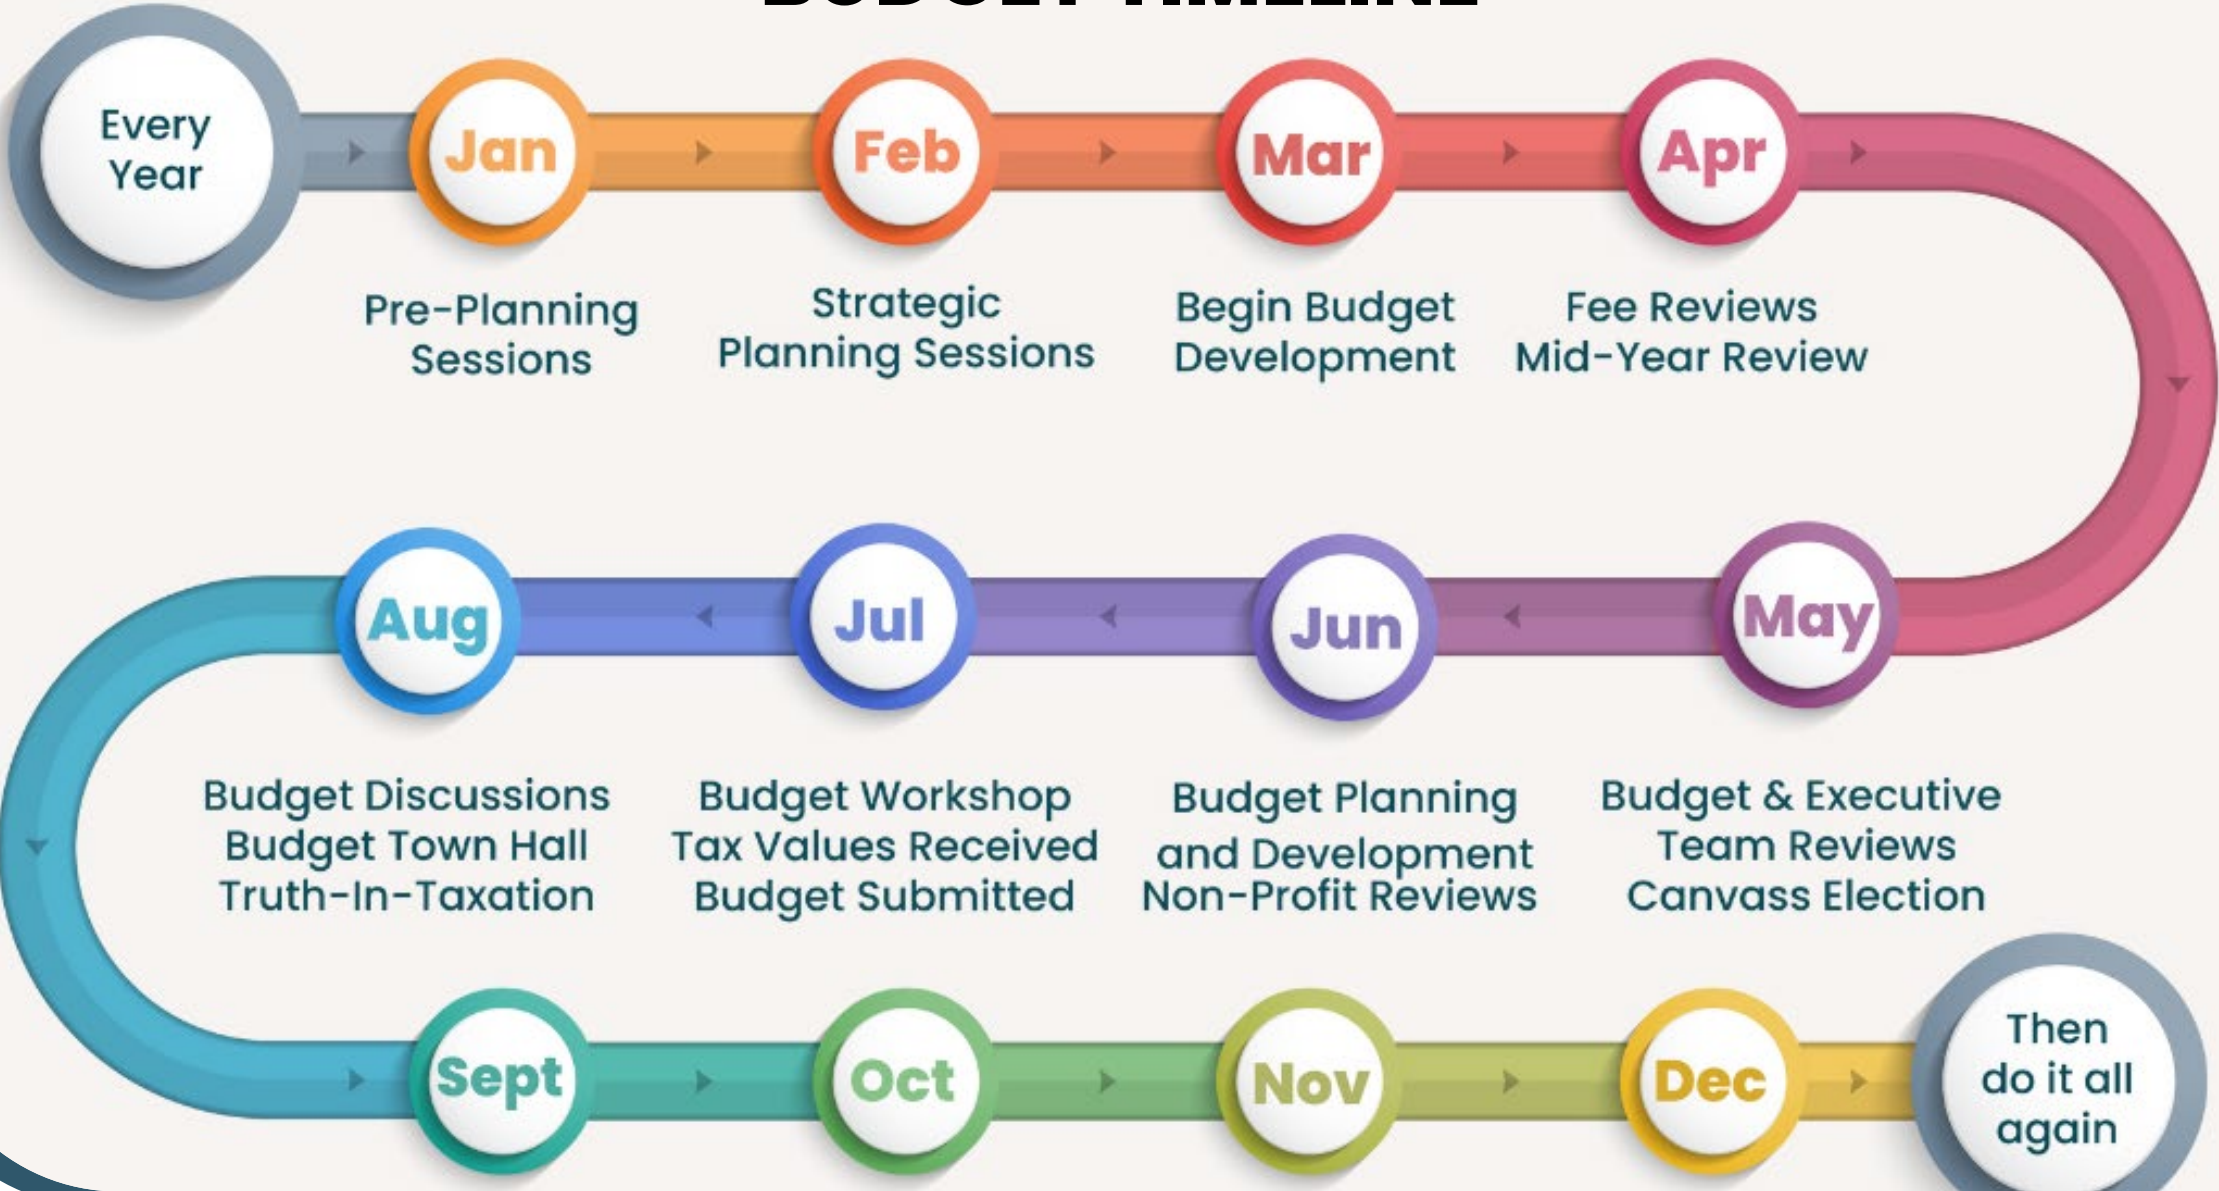 BUDGET TIMELINE
Every
Year
Jan
Feb
Mar
Apr
Pre-Planning
Sessions
Strategic
Planning Sessions
Begin Budget
Development
Fee Reviews
Mid-Year Review
May
Jun
Jul
Aug
Budget & Executive
Team Reviews
Canvass Election
Budget Planning
and Development
Non-Profit Reviews
Budget Workshop
Tax Values Received
Budget Submitted
Budget Discussions
Budget Town Hall
Truth-In-Taxation
Sept
Oct
Nov
Dec
Then
do it all
again